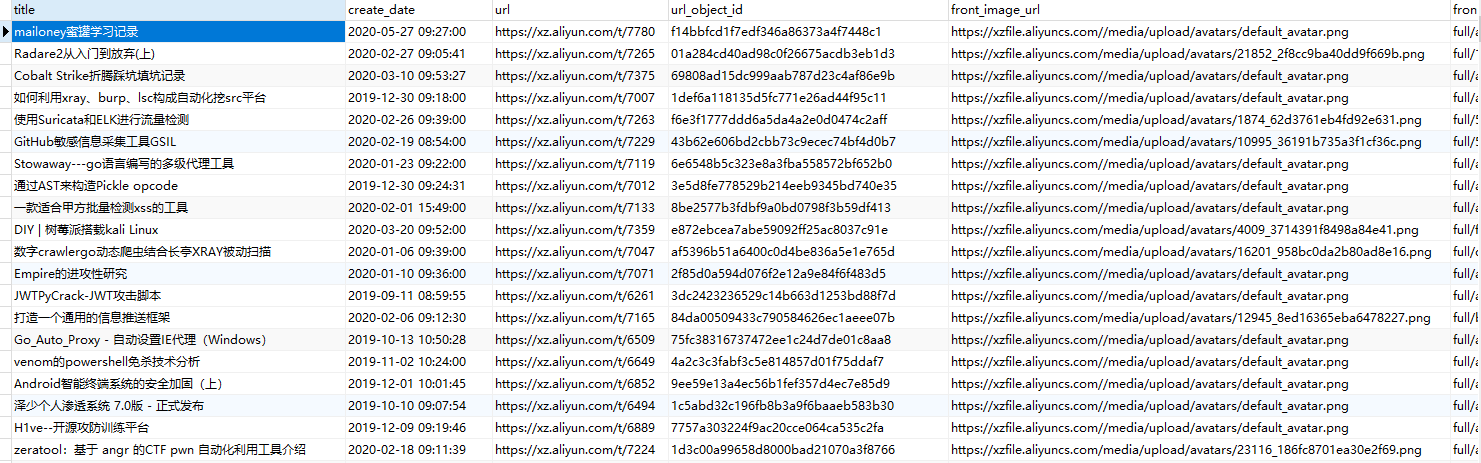 title create_date url url_object_id front_image_url fron
mailoney蜜罐学习记录 2020-05-27 09:27:00 https://xz.aliyun.com/t/7780 f14bbfcd1f7edf346a86373a4f7448c1 https://xzfile.aliyuncs.com//media/upload/avatars/default_avatar.png full/a
Radare2从入门到放弃(上) 2020-02-27 09:05:41 https://xz.aliyun.com/t/7265 01a284cd40ad98c0f26675acdb3eb1d3 https://xzfile.aliyuncs.com//media/upload/avatars/21852_2f8cc9ba40dd9f669b.png full/
Cobalt Strike折腾踩坑填坑记录 2020-03-10 09:53:27 https://xz.aliyun.com/t/7375 69808ad15dc999aab787d23c4af86e9b https://xzfile.aliyuncs.com//media/upload/avatars/default_avatar.png full/a
如何利用xray、burp、lsc构成自动化挖src平台 2019-12-30 09:18:00 https://xz.aliyun.com/t/7007 1def6a118135d5fc771e26ad44f95c11 https://xzfile.aliyuncs.com//media/upload/avatars/default_avatar.png full/a
使用Suricata和ELK进行流量检测 2020-02-26 09:39:00 https://xz.aliyun.com/t/7263 f6e3f1777ddd6a5da4a2e0d0474c2aff https://xzfile.aliyuncs.com//media/upload/avatars/1874_62d3761eb4fd92e631.png full/5
GitHub敏感信息采集工具GSIL 2020-02-19 08:54:00 https://xz.aliyun.com/t/7229 43b62e606bd2cbb73c9ecec74bf4d0b7 https://xzfile.aliyuncs.com//media/upload/avatars/10995_36191b735a3f1cf36c.png full/5
Stowaway---go语言编写的多级代理工具 2020-01-23 09:22:00 https://xz.aliyun.com/t/7119 6e6548b5c323e8a3fba558572bf652b0 https://xzfile.aliyuncs.com//media/upload/avatars/default_avatar.png full/a
通过AST来构造Pickle opcode 2019-12-30 09:24:31 https://xz.aliyun.com/t/7012 3e5d8fe778529b214eeb9345bd740e35 https://xzfile.aliyuncs.com//media/upload/avatars/default_avatar.png full/a
一款适合甲方批量检测xss的工具 2020-02-01 15:49:00 https://xz.aliyun.com/t/7133 8be2577b3fdbf9a0bd0798f3b59df413 https://xzfile.aliyuncs.com//media/upload/avatars/default_avatar.png full/a
DIY | 树莓派搭载kali Linux 2020-03-20 09:52:00 https://xz.aliyun.com/t/7359 e872ebcea7abe59092ff25ac8037c91e https://xzfile.aliyuncs.com//media/upload/avatars/4009_3714391f8498a84e41.png full/f
数字crawlergo动态爬虫结合长亭XRAY被动扫描 2020-01-06 09:39:00 https://xz.aliyun.com/t/7047 af5396b51a6400c0d4be836a5e1e765d https://xzfile.aliyuncs.com//media/upload/avatars/16201_958bc0da2b80ad8e16.png full/
Empire的进攻性研究 2020-01-10 09:36:00 https://xz.aliyun.com/t/7071 2f85d0a594d076f2e12a9e84f6f483d5 https://xzfile.aliyuncs.com//media/upload/avatars/default_avatar.png full/a
JWTPyCrack-JWT攻击脚本 2019-09-11 08:59:55 https://xz.aliyun.com/t/6261 3dc2423236529c14b663d1253bd88f7d https://xzfile.aliyuncs.com//media/upload/avatars/default_avatar.png full/a
打造一个通用的信息推送框架 2020-02-06 09:12:30 https://xz.aliyun.com/t/7165 84da00509433c790584626ec1aeee07b https://xzfile.aliyuncs.com//media/upload/avatars/12945_8ed16365eba6478227.png full/b
Go_Auto_Proxy - 自动设置IE代理（Windows） 2019-10-13 10:50:28 https://xz.aliyun.com/t/6509 75fc38316737472ee1c24d7de01c8aa8 https://xzfile.aliyuncs.com//media/upload/avatars/default_avatar.png full/a
venom的powershell免杀技术分析 2019-11-02 10:24:00 https://xz.aliyun.com/t/6649 4a2c3c3fabf3c5e814857d01f75ddaf7 https://xzfile.aliyuncs.com//media/upload/avatars/default_avatar.png full/a
Android智能终端系统的安全加固（上） 2019-12-01 10:01:45 https://xz.aliyun.com/t/6852 9ee59e13a4ec56b1fef357d4ec7e85d9 https://xzfile.aliyuncs.com//media/upload/avatars/default_avatar.png full/a
泽少个人渗透系统 7.0版 - 正式发布 2019-10-10 09:07:54 https://xz.aliyun.com/t/6494 1c5abd32c196fb8b3a9f6baaeb583b30 https://xzfile.aliyuncs.com//media/upload/avatars/default_avatar.png full/a
H1ve--开源攻防训练平台 2019-12-09 09:19:46 https://xz.aliyun.com/t/6889 7757a303224f9ac20cce064ca535c2fa https://xzfile.aliyuncs.com//media/upload/avatars/default_avatar.png full/a
zeratool：基于 angr 的CTF pwn 自动化利用工具介绍 2020-02-18 09:11:39 https://xz.aliyun.com/t/7224 1d3c00a99658d8000bad21070a3f8766 https://xzfile.aliyuncs.com//media/upload/avatars/23116_186fc8701ea30e2f69.png full/